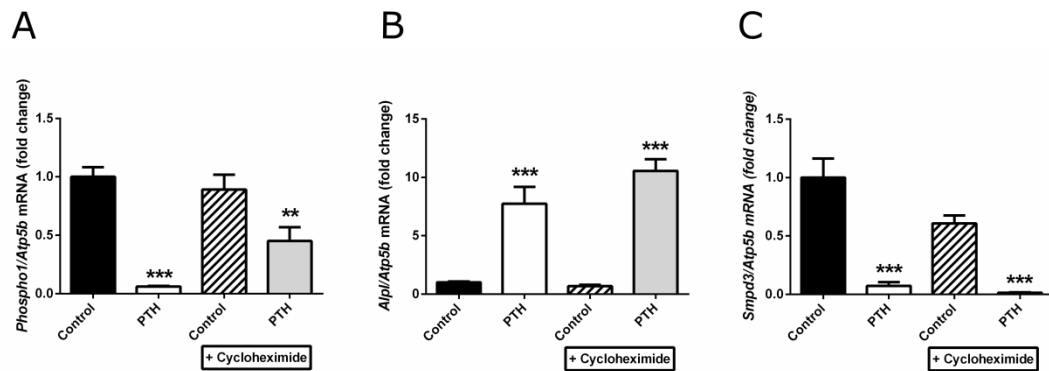 A
Phospho1/Atp5b mRNA (fold change)
1.5
1.0
0.5
0.0
***
**
Control
PTH
Control
PTH
+ Cycloheximide
B
Alpl/Atp5b mRNA (fold change)
15
10
5
0
***
***
Control
PTH
Control
PTH
+ Cycloheximide
C
Smpd3/Atp5b mRNA (fold change)
1.5
1.0
0.5
0.0
***
***
Control
PTH
Control
PTH
+ Cycloheximide